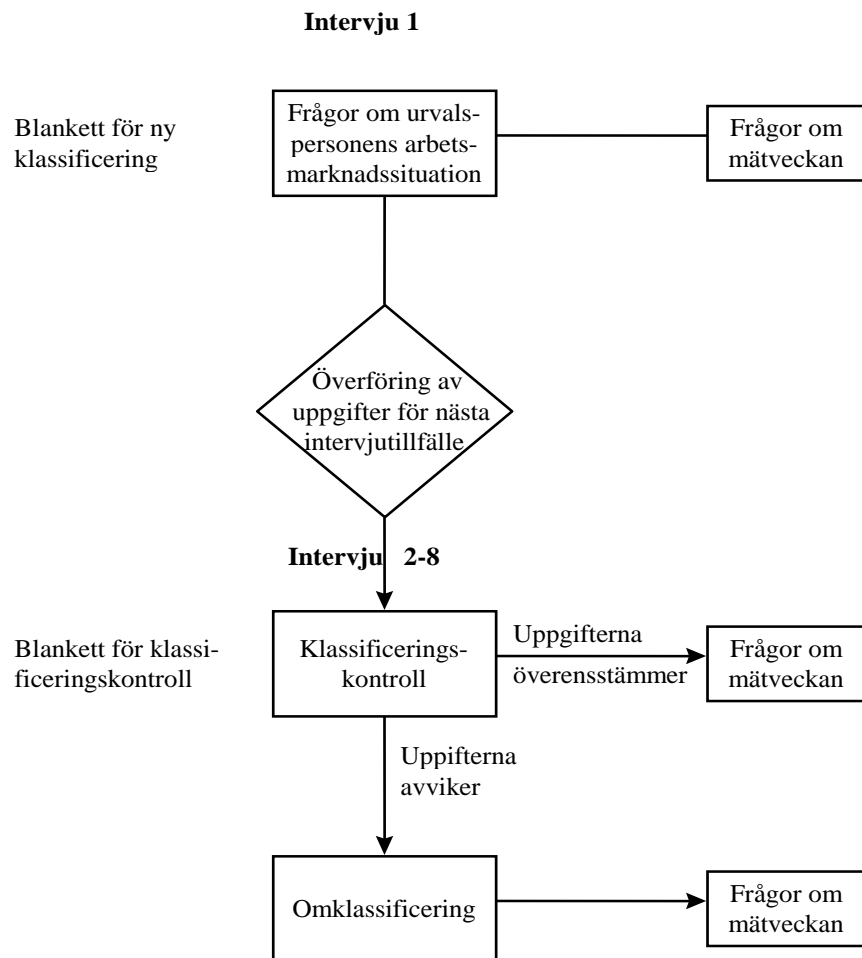 Intervju 1
Blankett för ny
klassificering
Frågor om urvals-
personens arbets-
marknadssituation
Frågor om
mätveckan
Överföring av
uppgifter för nästa
intervjutillfälle
Intervju 2-8
Blankett för klassi-
ficeringskontroll
Klassificerings-
kontroll
Uppgifterna
överensstämmer
Frågor om
mätveckan
Uppifterna
avviker
Omklassificering
Frågor om
mätveckan